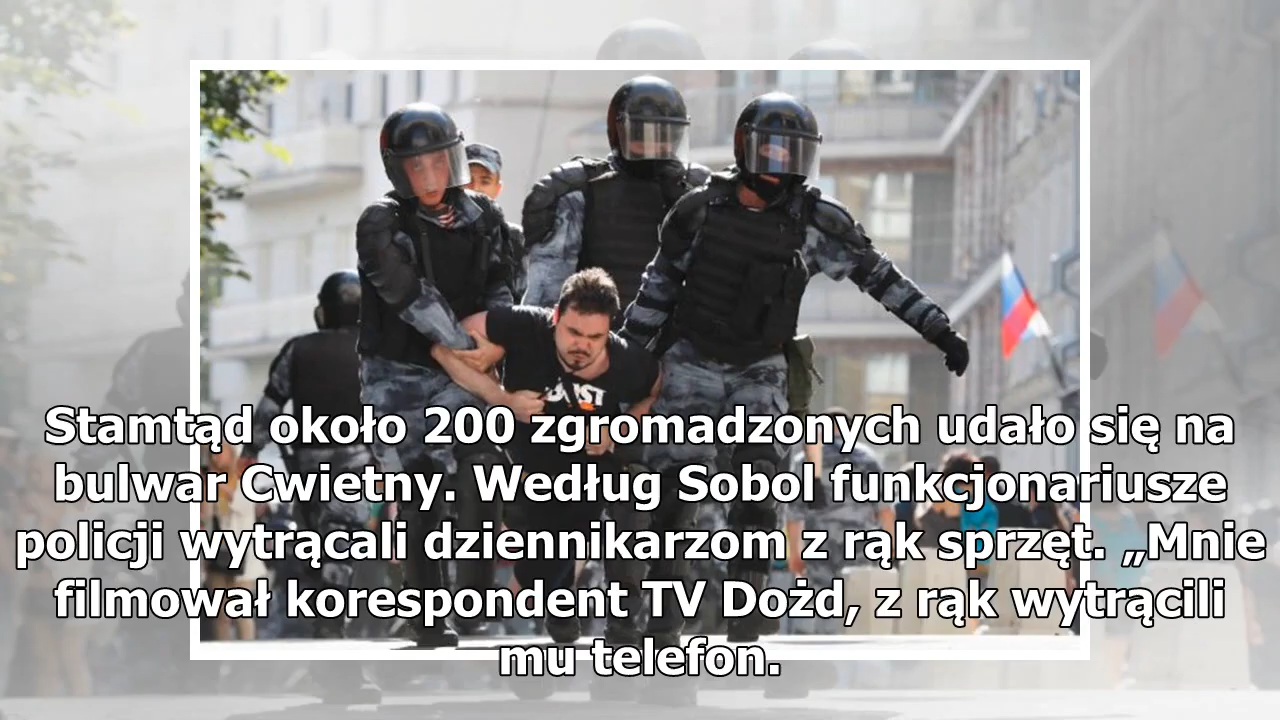 Stamtąd około 200 zgromadzonych udało się na
bulwar Cwietny. Według Sobol funkcjonariusze
policji wytrącali dziennikarzom z rąk sprzęt. „Mnie
filmował korespondent TV Dożd, z rąk wytrącili
mu telefon.